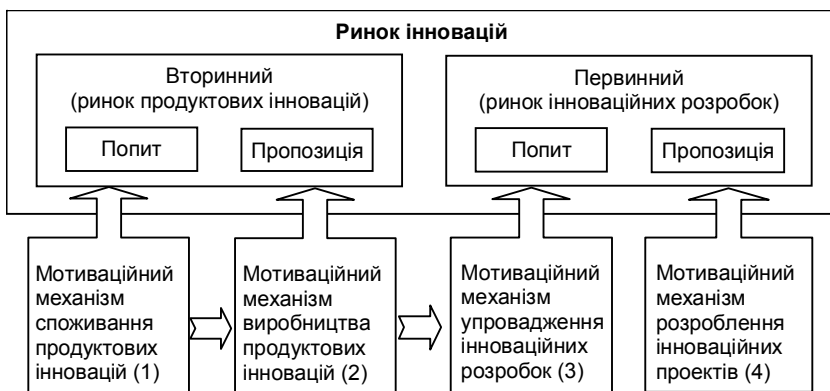 Ринок інновацій
Вторинний
(ринок продуктових інновацій)
Попит
Пропозиція
Первинний
(ринок інноваційних розробок)
Попит
Пропозиція
Мотиваційний
механізм
споживання
продуктових
інновацій (1)
Мотиваційний
механізм
виробництва
продуктових
інновацій (2)
Мотиваційний
механізм
упровадження
інноваційних
розробок (3)
Мотиваційний
механізм
розроблення
інноваційних
проектів (4)